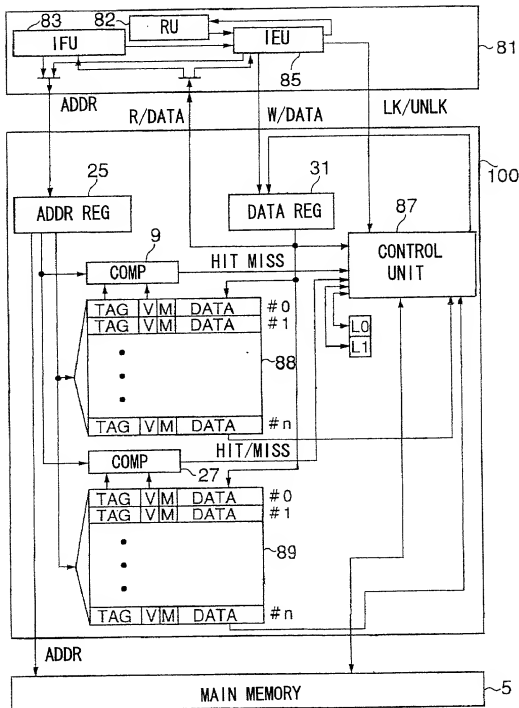 83
82
RU
IFU
IEU
85
81
ADDR
R/DATA
W/DATA
LK/UNLK
100
25
ADDR REG
31
DATA REG
87
CONTROL
UNIT
9
COMP
HIT MISS
TAG V M DATA #0
TAG V M DATA #1
88
L0
L1
TAG V M DATA #n
HIT/MISS
COMP
27
TAG V M DATA #0
TAG V M DATA #1
89
TAG V M DATA #n
ADDR
MAIN MEMORY
5